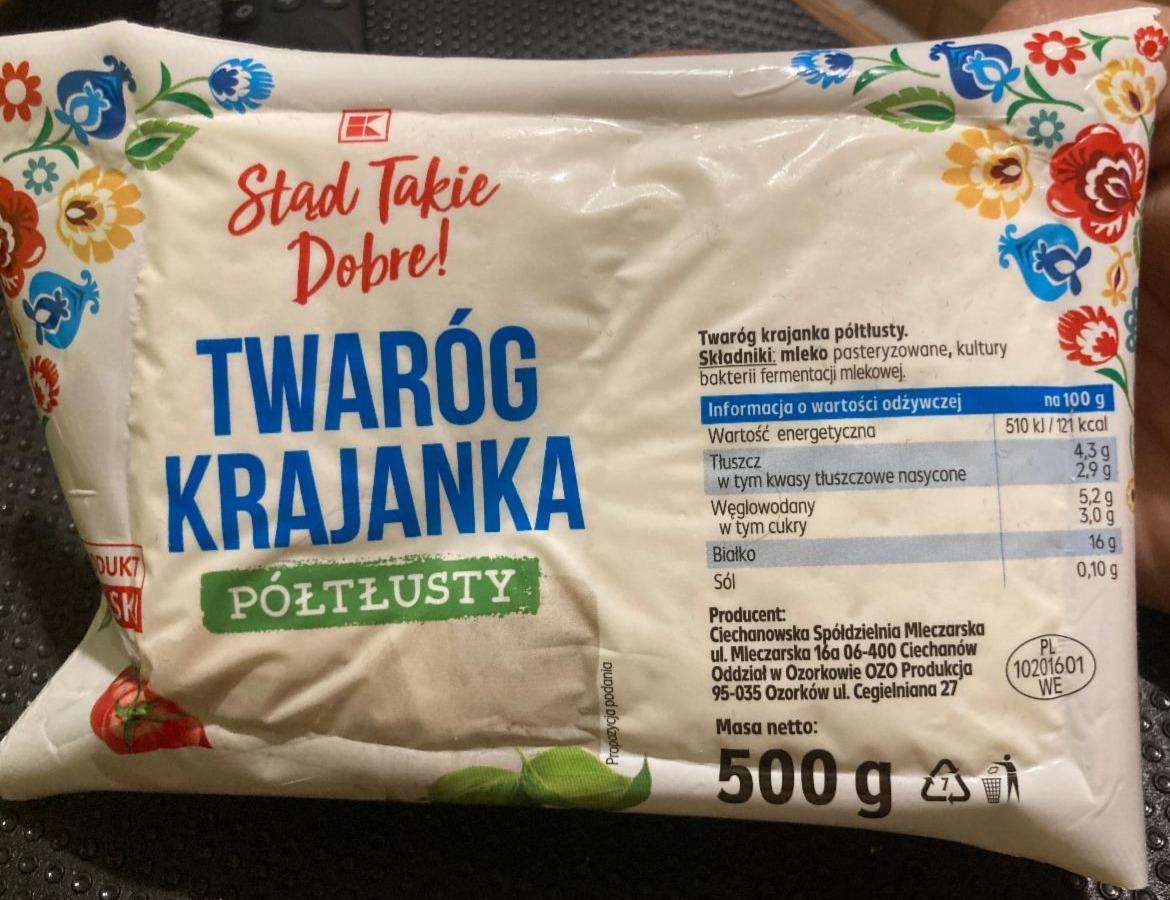 Stąd Takie
Dobre!
TWARÓG
KRAJANKA
PÓŁTŁUSTY
DUKT
SKI
Propozycja podania
Twaróg krajanka półtłusty.
Składniki: mleko pasteryzowane, kultury
bakterii fermentacji mlekowej.
Informacja o wartości odżywczej na 100 g
Wartość energetyczna 510 kJ / 121 kcal
Tłuszcz 4,3 g
w tym kwasy tłuszczowe nasycone 2,9 g
Węglowodany 5,2 g
w tym cukry 3,0 g
Białko 16 g
Sól 0,10 g
Producent:
Ciechanowska Spółdzielnia Mleczarska
ul. Mleczarska 16a 06-400 Ciechanów
Oddział w Ozorkowie OZO Produkcja
95-035 Ozorków ul. Cegielniana 27
PL
10201601
WE
Masa netto:
500 g
7